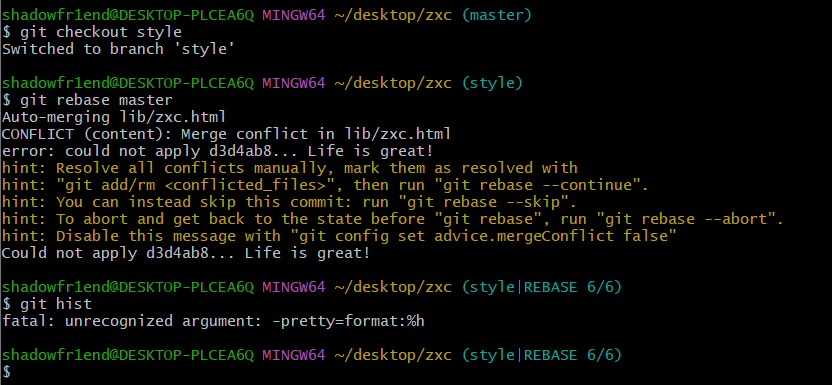 shadowfr1end@DESKTOP-PLCEA6Q MINGW64 ~/desktop/zxc (master)
$ git checkout style
Switched to branch 'style'
shadowfr1end@DESKTOP-PLCEA6Q MINGW64 ~/desktop/zxc (style)
$ git rebase master
Auto-merging lib/zxc.html
CONFLICT (content): Merge conflict in lib/zxc.html
error: could not apply d3d4ab8... Life is great!
hint: Resolve all conflicts manually, mark them as resolved with
hint: "git add/rm <conflicted_files>", then run "git rebase --continue".
hint: You can instead skip this commit: run "git rebase --skip".
hint: To abort and get back to the state before "git rebase", run "git rebase --abort".
hint: Disable this message with "git config set advice.mergeConflict false"
Could not apply d3d4ab8... Life is great!
shadowfr1end@DESKTOP-PLCEA6Q MINGW64 ~/desktop/zxc (style|REBASE 6/6)
$ git hist
fatal: unrecognized argument: -pretty=format:%h
shadowfr1end@DESKTOP-PLCEA6Q MINGW64 ~/desktop/zxc (style|REBASE 6/6)
$